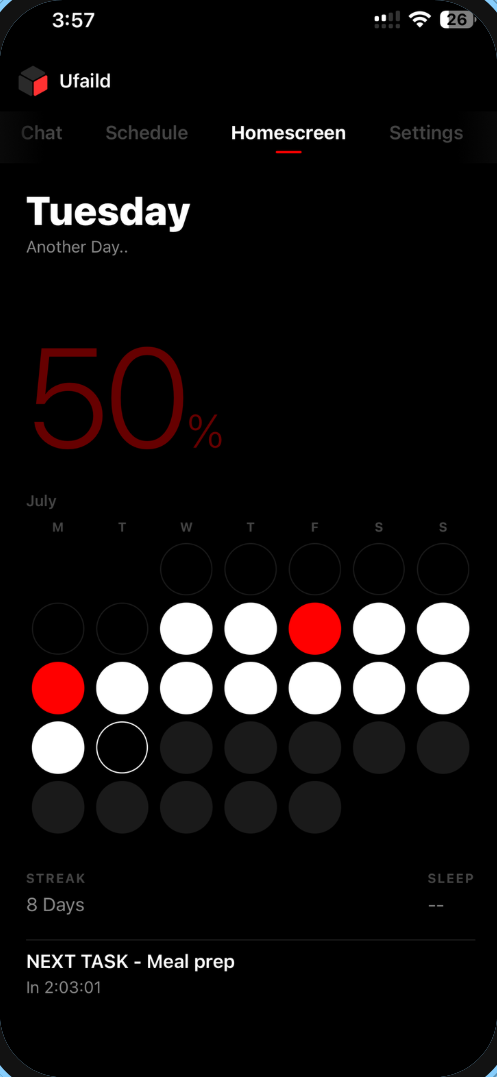 3:57
26
Ufaild
Chat Schedule Homescreen Settings
Tuesday
Another Day..
50%
July
M T W T F S S
STREAK SLEEP
8 Days --
NEXT TASK - Meal prep
In 2:03:01